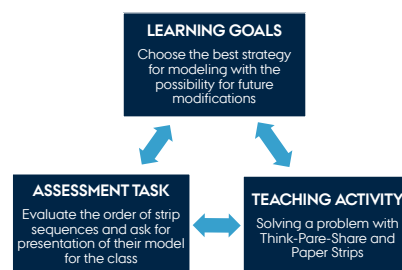 LEARNING GOALS
Choose the best strategy
for modeling with the
possibility for future
modifications
ASSESSMENT TASK
Evaluate the order of strip
sequences and ask for
presentation of their model
for the class
TEACHING ACTIVITY
Solving a problem with
Think-Pare-Share and
Paper Strips